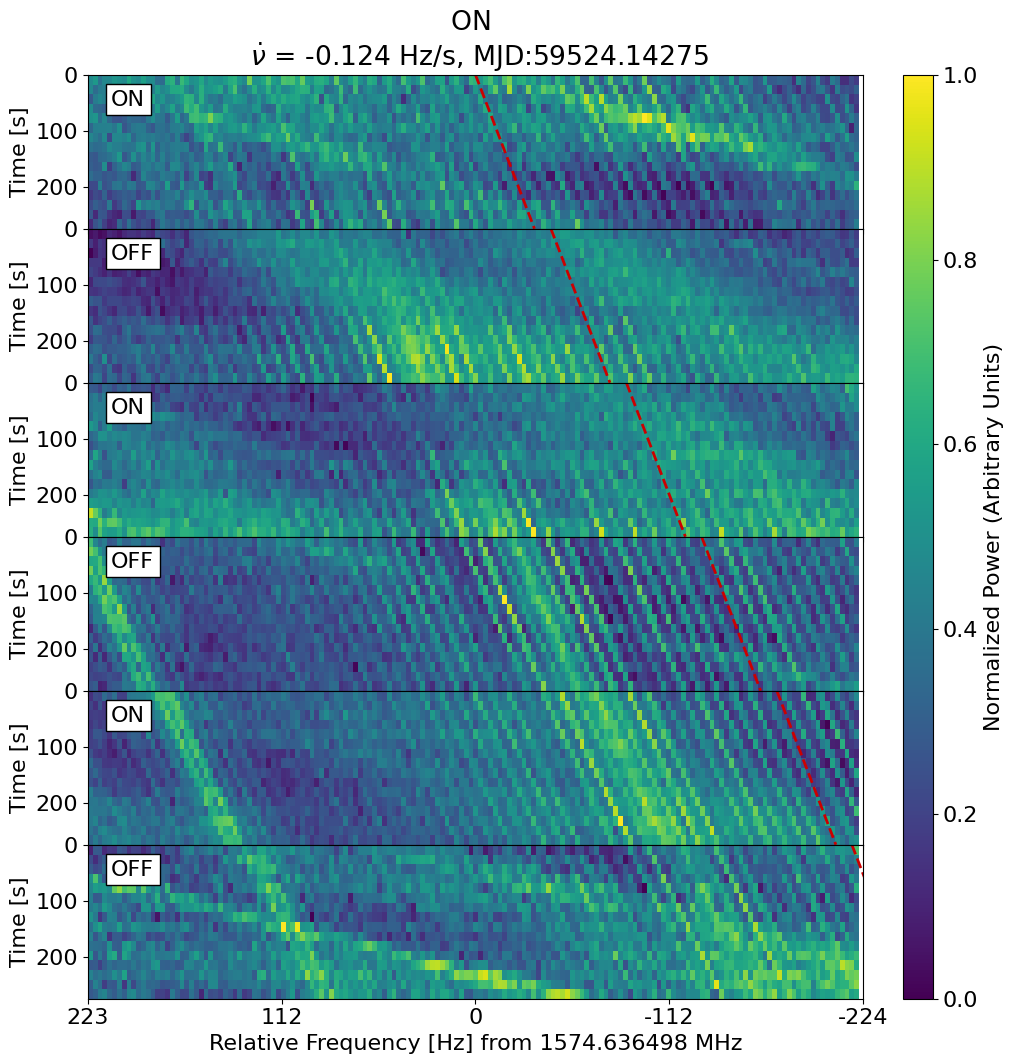 ON
ν̇ = -0.124 Hz/s, MJD:59524.14275
0
100
200
Time [s]
ON
0
100
200
Time [s]
OFF
0
100
200
Time [s]
ON
0
100
200
Time [s]
OFF
0
100
200
Time [s]
ON
0
100
200
Time [s]
OFF
223 112 0 -112 -224
Relative Frequency [Hz] from 1574.636498 MHz
1.0
0.8
0.6
0.4
0.2
0.0
Normalized Power (Arbitrary Units)